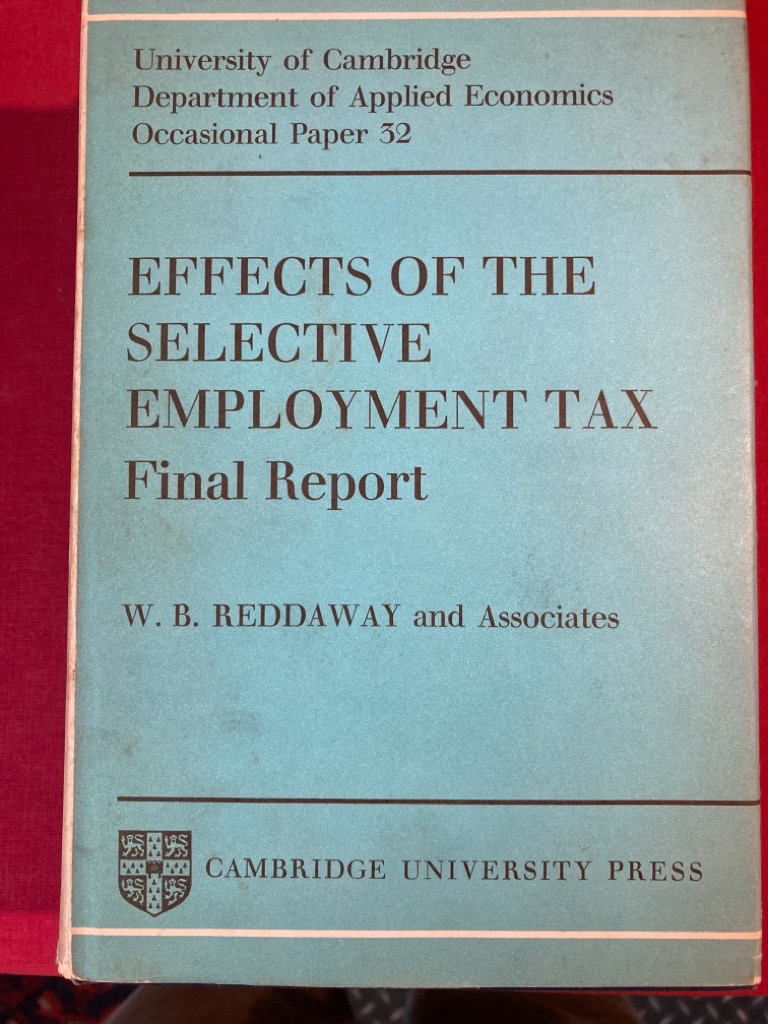 University of Cambridge
Department of Applied Economics
Occasional Paper 32
EFFECTS OF THE
SELECTIVE
EMPLOYMENT TAX
Final Report
W. B. REDDAWAY and Associates
CAMBRIDGE UNIVERSITY PRESS